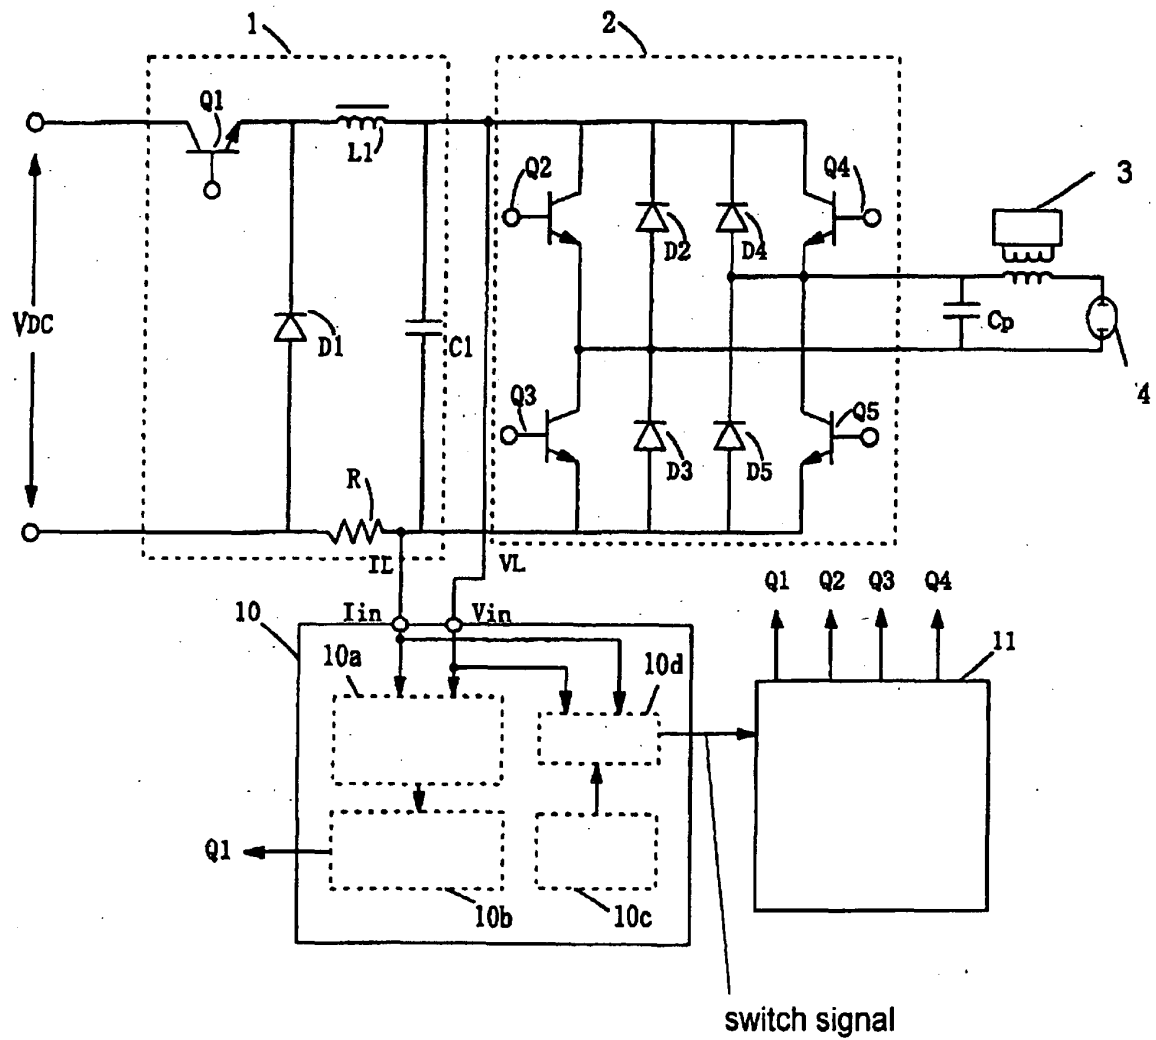 1
2
Q1
L1
Q2
Q4
3
D2
D4
VDC
D1
C1
Cp
4
Q3
Q5
D3
D5
R
IL
VL
Q1 Q2 Q3 Q4
10
Iin
Vin
10a
10d
11
Q1
10b
10c
switch signal